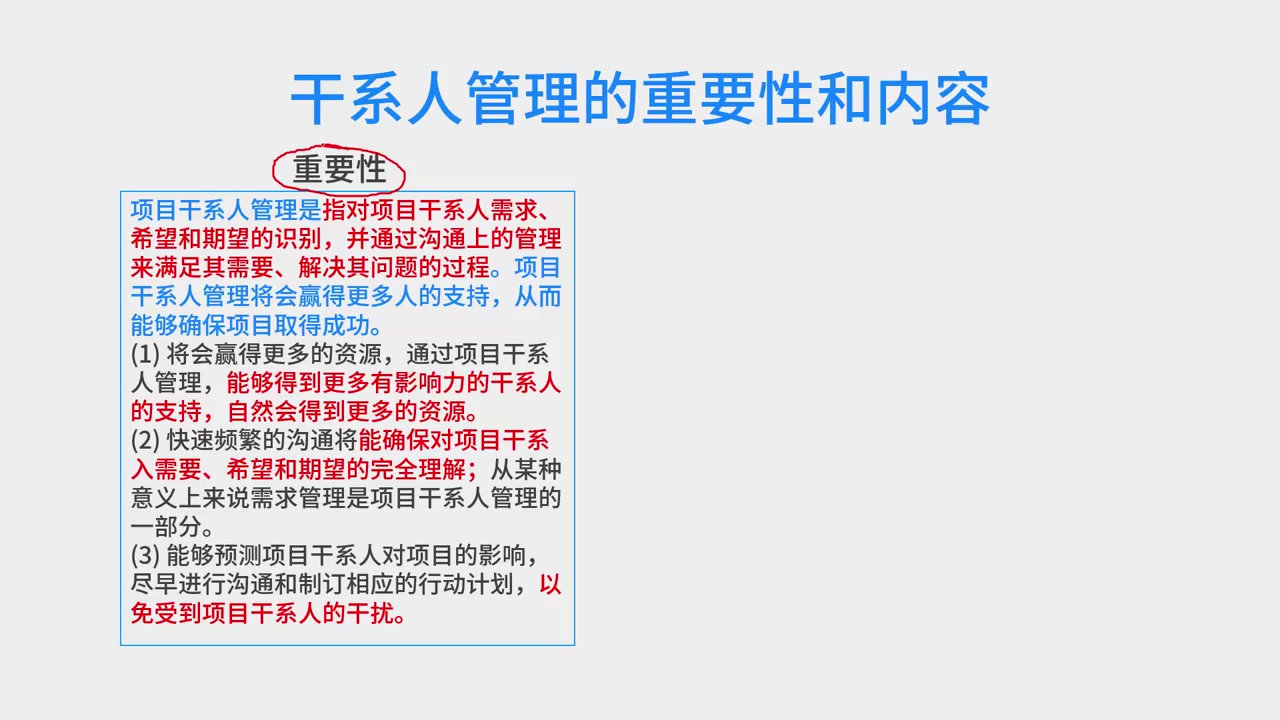 干系人管理的重要性和内容
重要性
项目干系人管理是指对项目干系人需求、
希望和期望的识别，并通过沟通上的管理
来满足其需要、解决其问题的过程。项目
干系人管理将会赢得更多人的支持，从而
能够确保项目取得成功。
(1) 将会赢得更多的资源，通过项目干系
人管理，能够得到更多有影响力的干系人
的支持，自然会得到更多的资源。
(2) 快速频繁的沟通将能确保对项目干系
入需要、希望和期望的完全理解；从某种
意义上来说需求管理是项目干系人管理的
一部分。
(3) 能够预测项目干系人对项目的影响，
尽早进行沟通和制订相应的行动计划，以
免受到项目干系人的干扰。